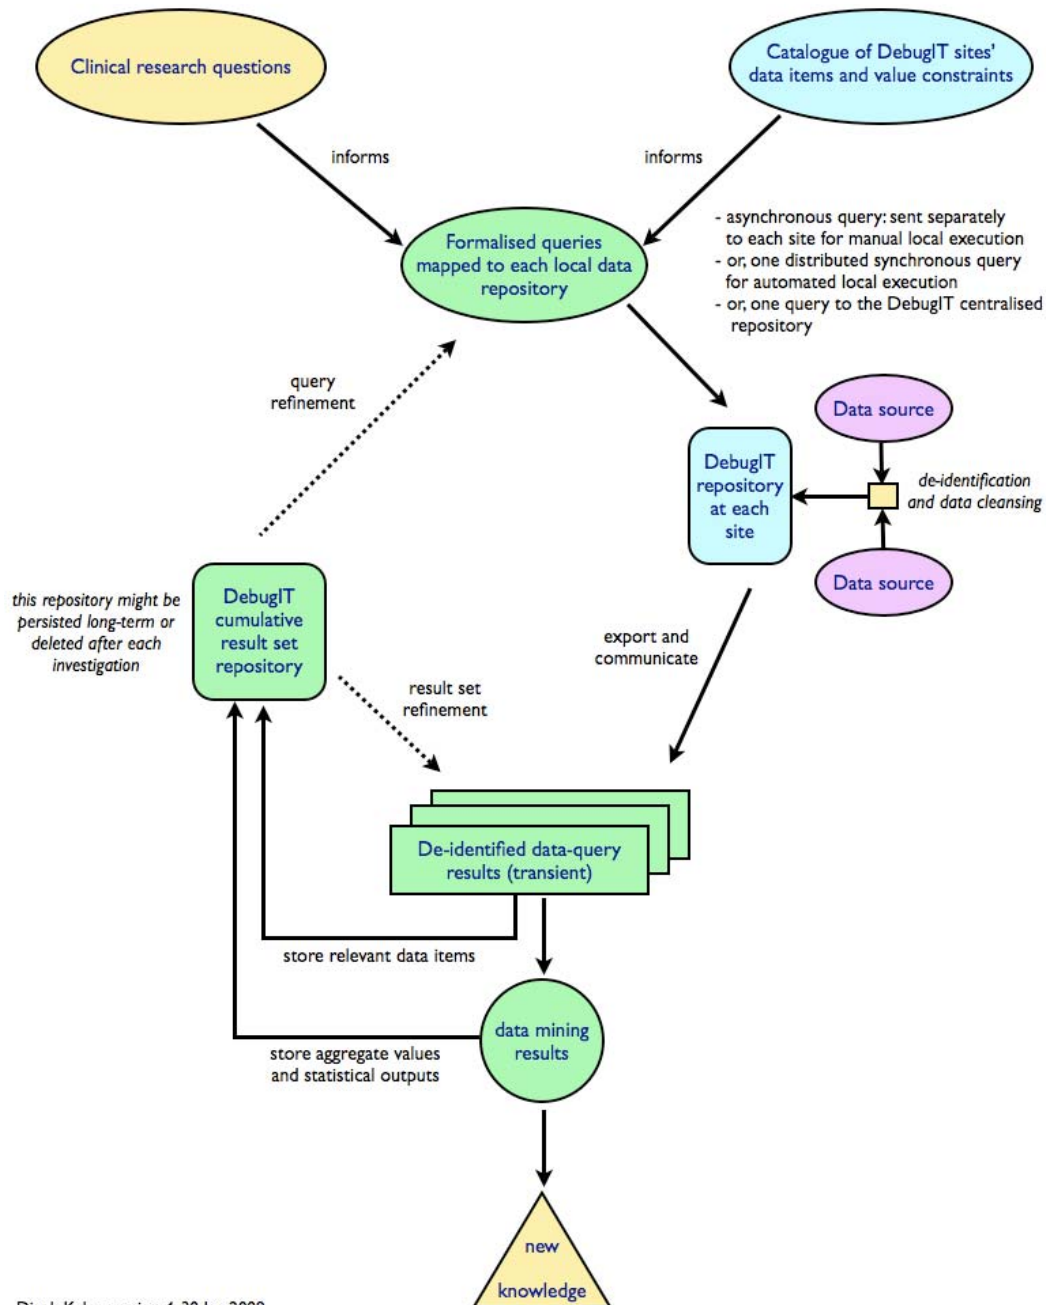 Clinical research questions
Catalogue of DebugIT sites'
data items and value constraints
informs
informs
Formalised queries
mapped to each local data
repository
- asynchronous query: sent separately
to each site for manual local execution
- or, one distributed synchronous query
for automated local execution
- or, one query to the DebugIT centralised
repository
query
refinement
Data source
DebugIT
repository
at each
site
de-identification
and data cleansing
Data source
this repository might be
persisted long-term or
deleted after each
investigation
DebugIT
cumulative
result set
repository
export and
communicate
result set
refinement
De-identified data-query
results (transient)
store relevant data items
data mining
results
store aggregate values
and statistical outputs
new
knowledge